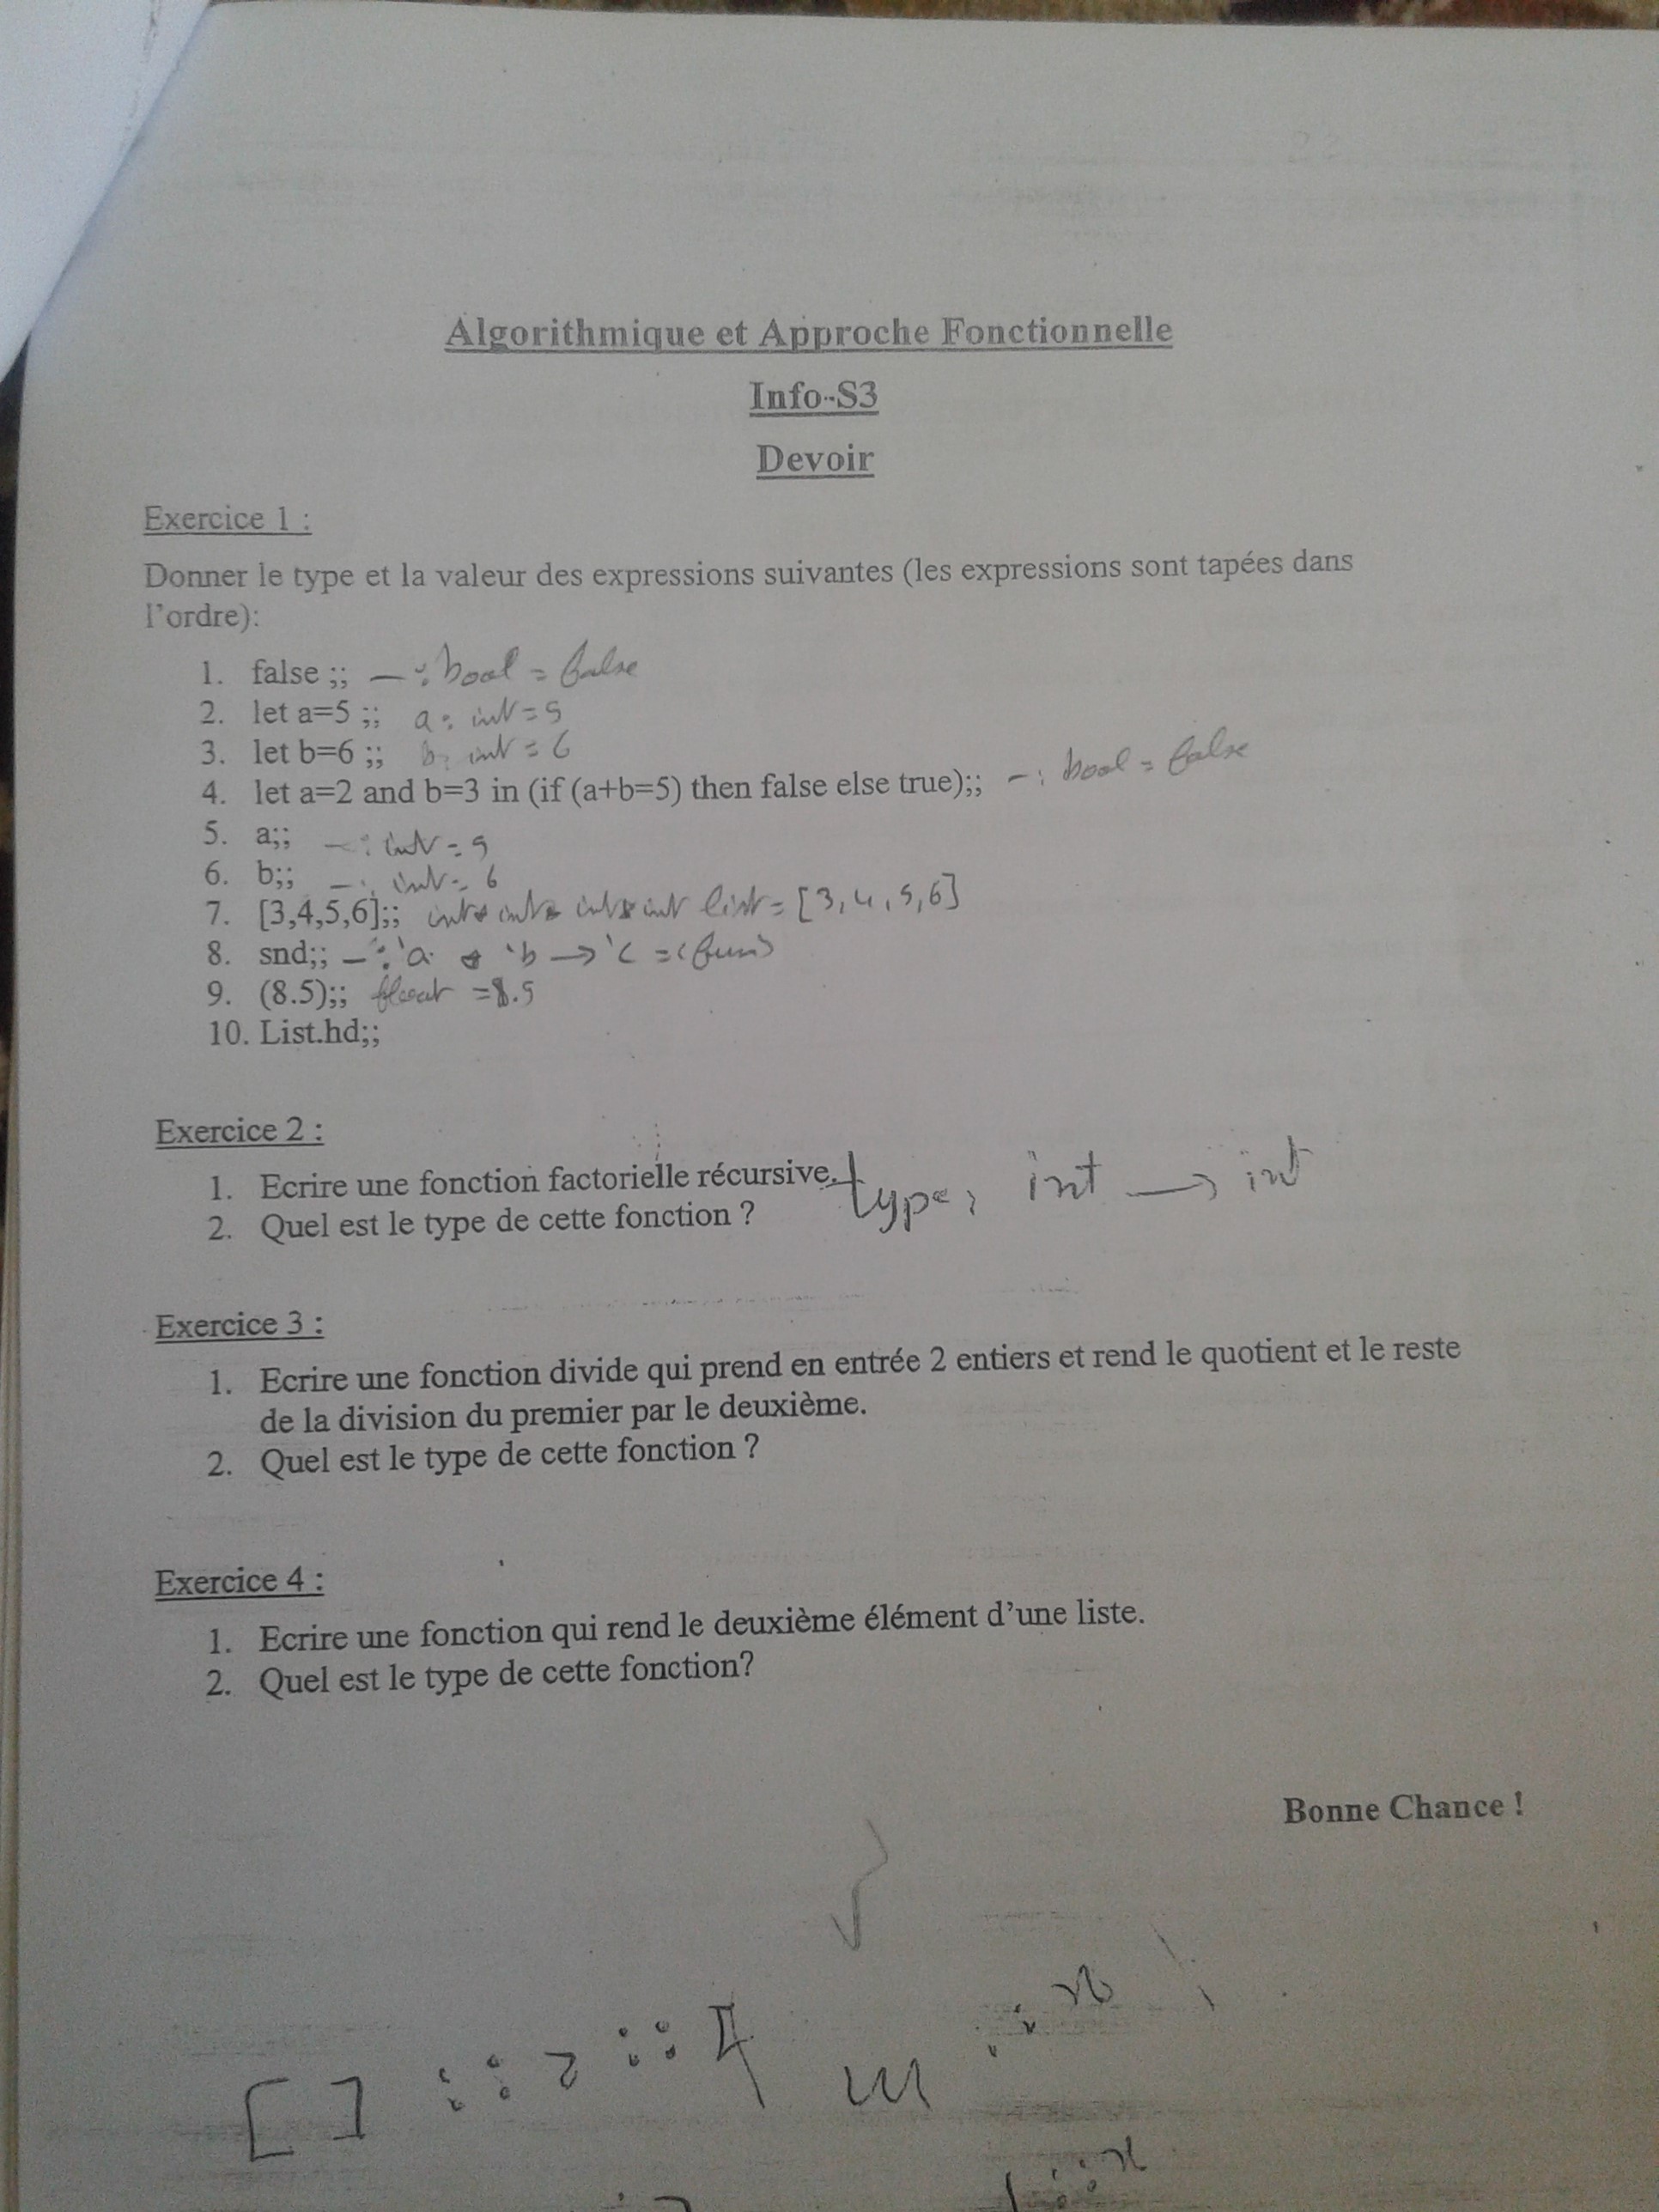 Algorithmique et Approche Fonctionnelle
Info-S3
Devoir
Exercice 1 :
Donner le type et la valeur des expressions suivantes (les expressions sont tapées dans
l'ordre):
1. false ;; – : bool = false
2. let a=5 ;; a : int = 5
3. let b=6 ;; b : int = 6
4. let a=2 and b=3 in (if (a+b=5) then false else true);; – : bool = false
5. a;; – : int = 5
6. b;; – : int = 6
7. [3,4,5,6];; int * int * int * int list = [3,4,5,6]
8. snd;; – : 'a * 'b → 'c = <fun>
9. (8.5);; float = 8.5
10. List.hd;;
Exercice 2 :
1. Ecrire une fonction factorielle récursive.
2. Quel est le type de cette fonction ? type, int → int
Exercice 3 :
1. Ecrire une fonction divide qui prend en entrée 2 entiers et rend le quotient et le reste
de la division du premier par le deuxième.
2. Quel est le type de cette fonction ?
Exercice 4 :
1. Ecrire une fonction qui rend le deuxième élément d'une liste.
2. Quel est le type de cette fonction?
Bonne Chance !